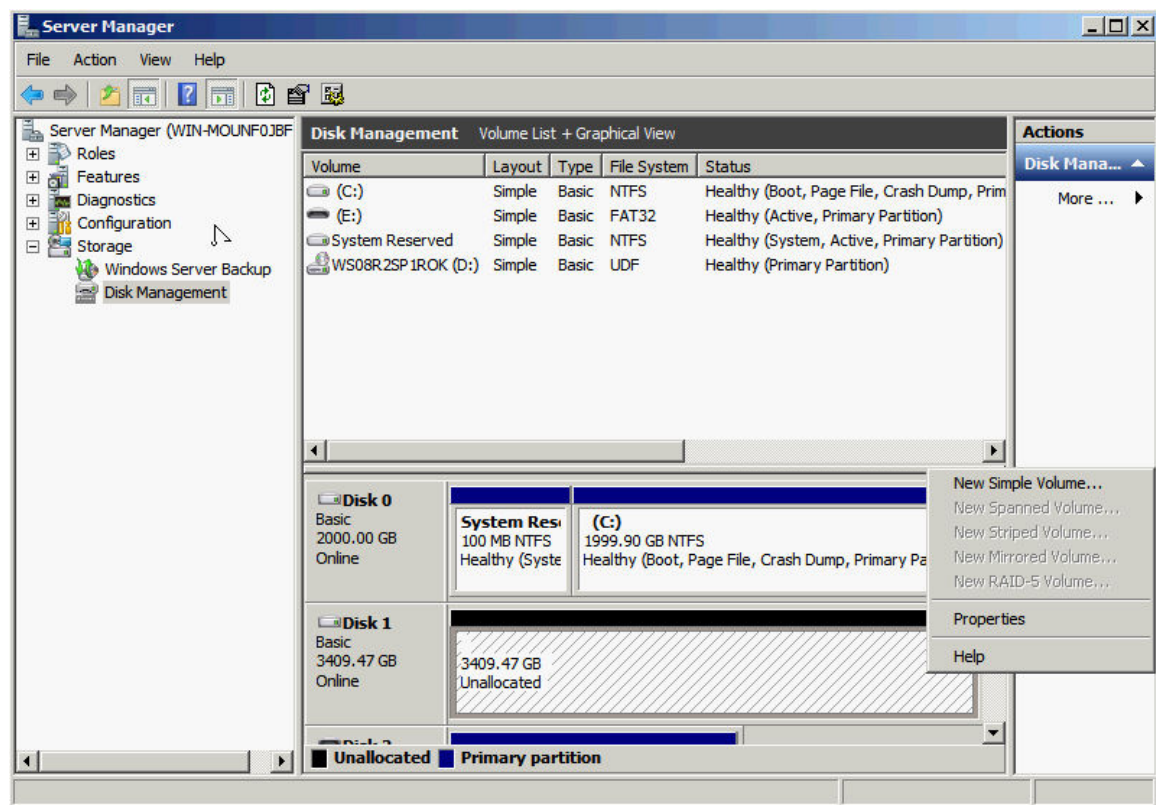 Server Manager
File Action View Help
Server Manager (WIN-MOUNF0JBF
Roles
Features
Diagnostics
Configuration
Storage
Windows Server Backup
Disk Management
Disk Management Volume List + Graphical View
Volume Layout Type File System Status
(C:) Simple Basic NTFS Healthy (Boot, Page File, Crash Dump, Prim
(E:) Simple Basic FAT32 Healthy (Active, Primary Partition)
System Reserved Simple Basic NTFS Healthy (System, Active, Primary Partition)
WS08R2SP1ROK (D:) Simple Basic UDF Healthy (Primary Partition)
Disk 0
Basic
2000.00 GB
Online
System Res
100 MB NTFS
Healthy (Syste
(C:)
1999.90 GB NTFS
Healthy (Boot, Page File, Crash Dump, Primary Pa
Disk 1
Basic
3409.47 GB
Online
3409.47 GB
Unallocated
Unallocated Primary partition
Actions
Disk Mana...
More ...
New Simple Volume...
New Spanned Volume...
New Striped Volume...
New Mirrored Volume...
New RAID-5 Volume...
Properties
Help